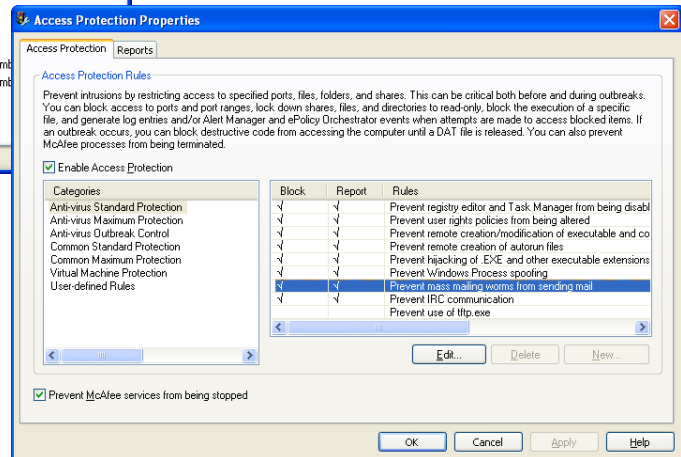 Access Protection Properties
Access Protection
Reports
Access Protection Rules
Prevent intrusions by restricting access to specified ports, files, folders, and shares. This can be critical both before and during outbreaks.
You can block access to ports and port ranges, lock down shares, files, and directories to read-only, block the execution of a specific
file, and generate log entries and/or Alert Manager and ePolicy Orchestrator events when attempts are made to access blocked items. If
an outbreak occurs, you can block destructive code from accessing the computer until a DAT file is released. You can also prevent
McAfee processes from being terminated.
Enable Access Protection
Categories
Anti-virus Standard Protection
Anti-virus Maximum Protection
Anti-virus Outbreak Control
Common Standard Protection
Common Maximum Protection
Virtual Machine Protection
User-defined Rules
Block Report Rules
Prevent registry editor and Task Manager from being disabl
Prevent user rights policies from being altered
Prevent remote creation/modification of executable and co
Prevent remote creation of autorun files
Prevent hijacking of .EXE and other executable extensions
Prevent Windows Process spoofing
Prevent mass mailing worms from sending mail
Prevent IRC communication
Prevent use of tftp.exe
Edit... Delete New...
Prevent McAfee services from being stopped
OK Cancel Apply Help